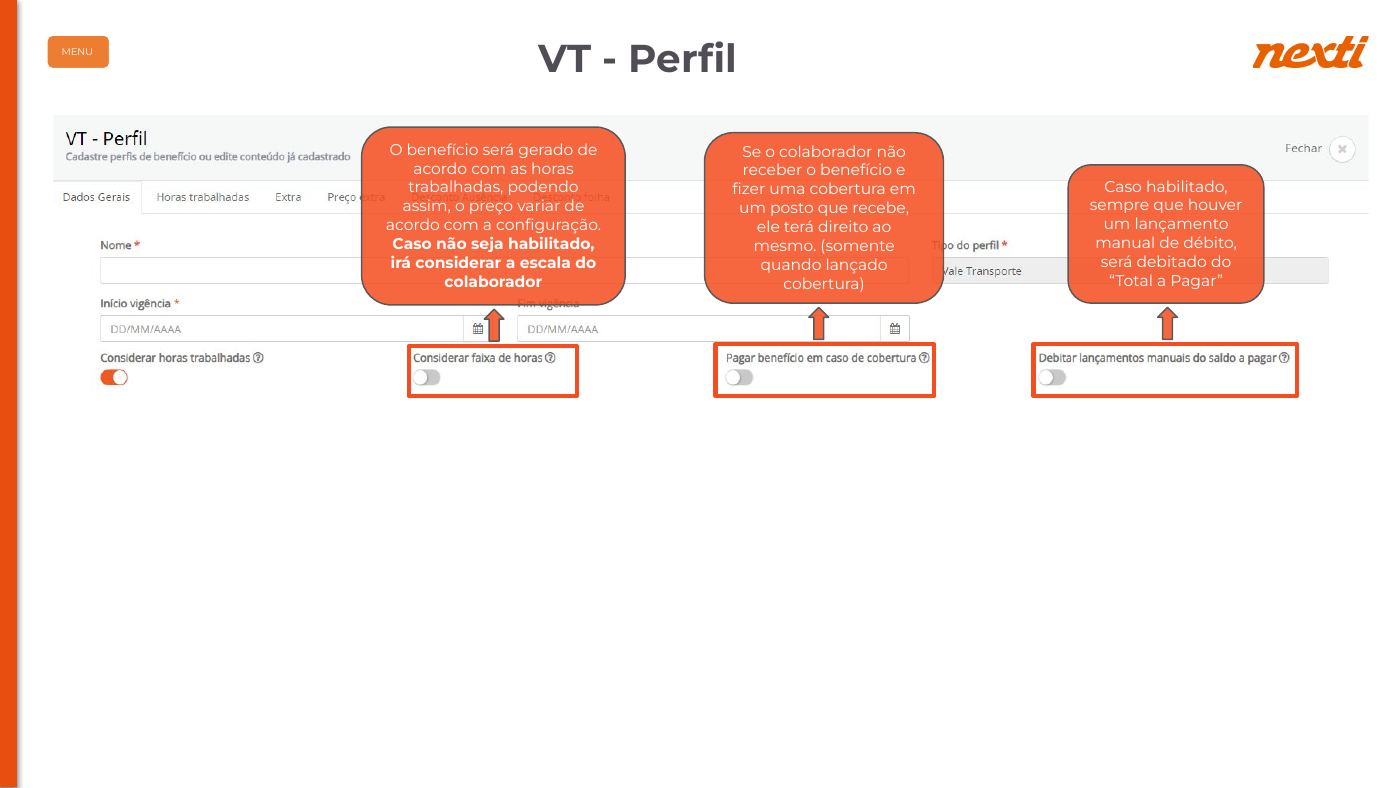 MENU
VT - Perfil
nexti
VT - Perfil
Cadastre perfis de benefício ou edite conteúdo já cadastrado
Fechar
Dados Gerais
Horas trabalhadas
Extra
Preço extra
O benefício será gerado de
acordo com as horas
trabalhadas, podendo
assim, o preço variar de
acordo com a configuração.
Caso não seja habilitado,
irá considerar a escala do
colaborador
Se o colaborador não
receber o benefício e
fizer uma cobertura em
um posto que recebe,
ele terá direito ao
mesmo. (somente
quando lançado
cobertura)
Caso habilitado,
sempre que houver
um lançamento
manual de débito,
será debitado do
“Total a Pagar”
Nome *
Tipo do perfil *
Vale Transporte
Início vigência *
Fim vigência
DD/MM/AAAA
DD/MM/AAAA
Considerar horas trabalhadas
Considerar faixa de horas
Pagar benefício em caso de cobertura
Debitar lançamentos manuais do saldo a pagar